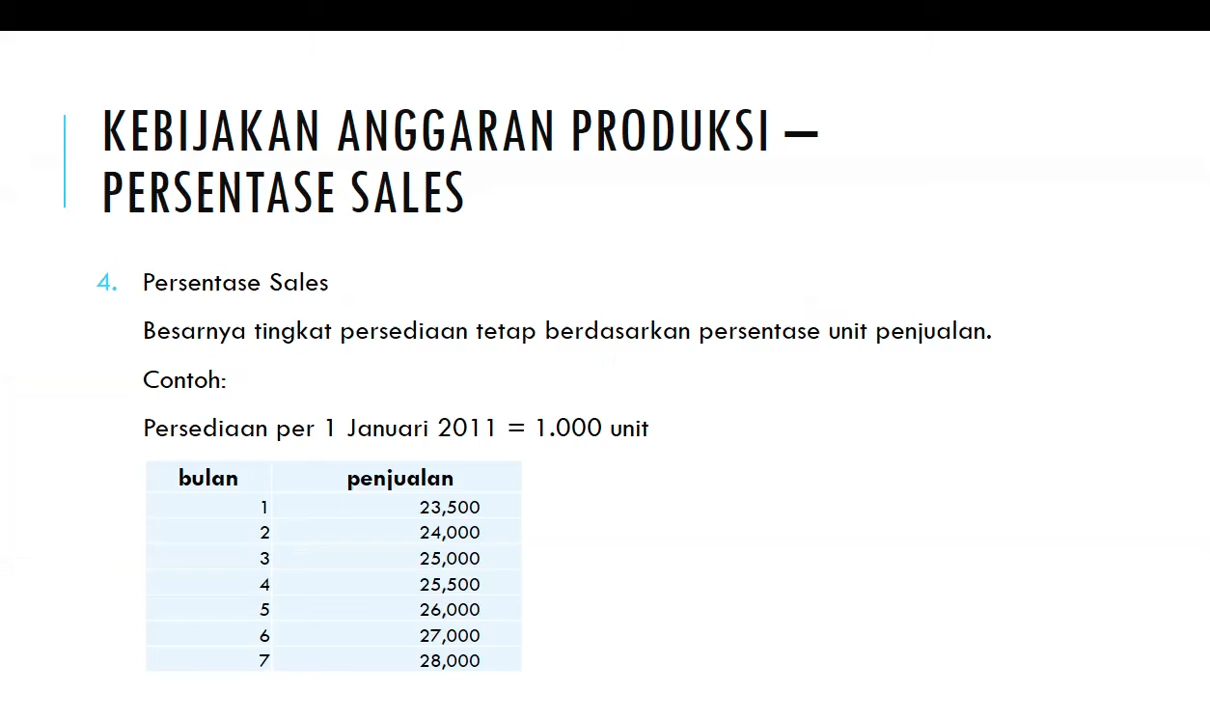 KEBIJAKAN ANGGARAN PRODUKSI –
PERSENTASE SALES
4. Persentase Sales
Besarnya tingkat persediaan tetap berdasarkan persentase unit penjualan.
Contoh:
Persediaan per 1 Januari 2011 = 1.000 unit
bulan penjualan
1 23,500
2 24,000
3 25,000
4 25,500
5 26,000
6 27,000
7 28,000